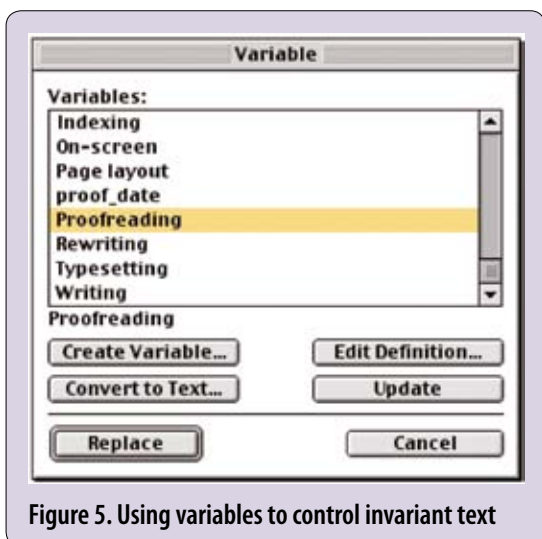 Variable
Variables:
Indexing
On-screen
Page layout
proof_date
Proofreading
Rewriting
Typesetting
Writing
Proofreading
Create Variable... Edit Definition...
Convert to Text... Update
Replace Cancel
Figure 5. Using variables to control invariant text